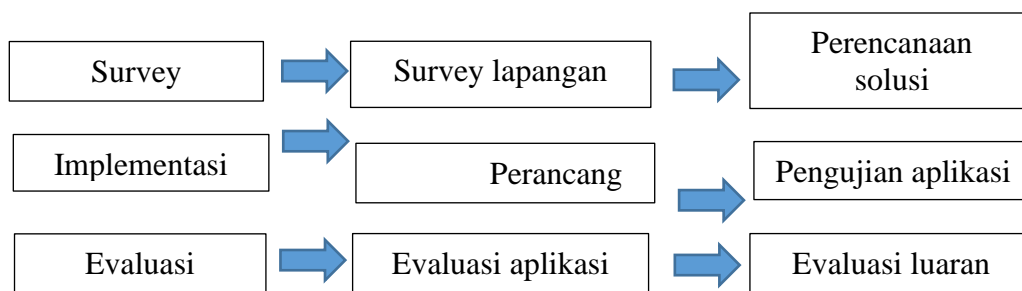 Survey
Survey lapangan
Perencanaan
solusi
Implementasi
Perancang
Pengujian aplikasi
Evaluasi
Evaluasi aplikasi
Evaluasi luaran